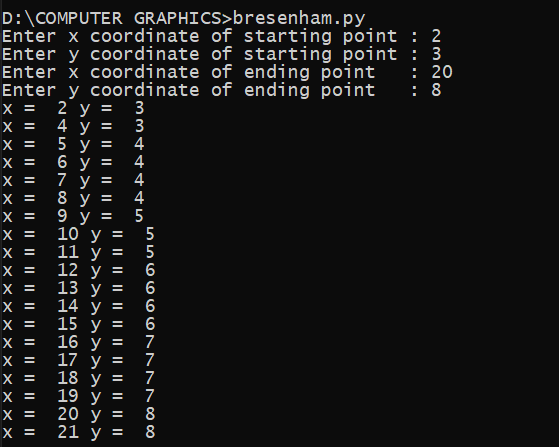 D:\COMPUTER GRAPHICS>bresenham.py
Enter x coordinate of starting point : 2
Enter y coordinate of starting point : 3
Enter x coordinate of ending point   : 20
Enter y coordinate of ending point   : 8
x =  2 y =  3
x =  4 y =  3
x =  5 y =  4
x =  6 y =  4
x =  7 y =  4
x =  8 y =  4
x =  9 y =  5
x =  10 y =  5
x =  11 y =  5
x =  12 y =  6
x =  13 y =  6
x =  14 y =  6
x =  15 y =  6
x =  16 y =  7
x =  17 y =  7
x =  18 y =  7
x =  19 y =  7
x =  20 y =  8
x =  21 y =  8